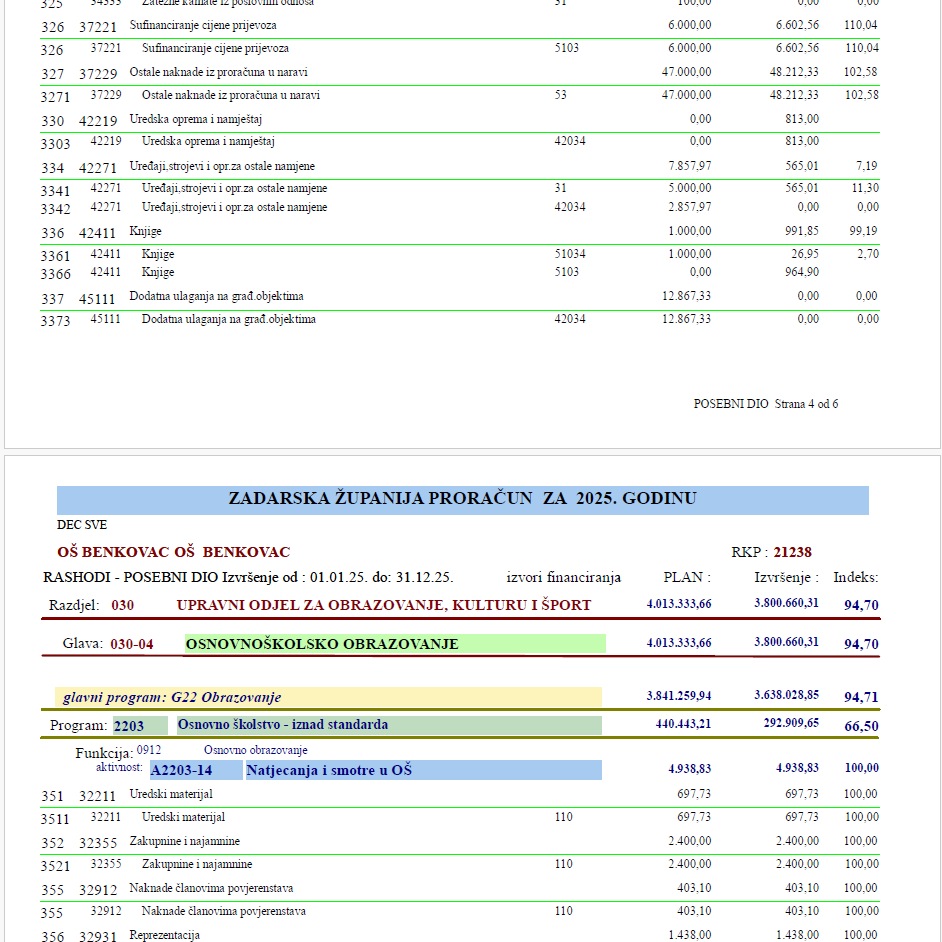 325 34333 Zatezne kamate iz poslovnih odnosa 31 100,00 0,00 0,00
326 37221 Sufinanciranje cijene prijevoza 6.000,00 6.602,56 110,04
326 37221 Sufinanciranje cijene prijevoza 5103 6.000,00 6.602,56 110,04
327 37229 Ostale naknade iz proračuna u naravi 47.000,00 48.212,33 102,58
3271 37229 Ostale naknade iz proračuna u naravi 53 47.000,00 48.212,33 102,58
330 42219 Uredska oprema i namještaj 0,00 813,00
3303 42219 Uredska oprema i namještaj 42034 0,00 813,00
334 42271 Uređaji,strojevi i opr.za ostale namjene 7.857,97 565,01 7,19
3341 42271 Uređaji,strojevi i opr.za ostale namjene 31 5.000,00 565,01 11,30
3342 42271 Uređaji,strojevi i opr.za ostale namjene 42034 2.857,97 0,00 0,00
336 42411 Knjige 1.000,00 991,85 99,19
3361 42411 Knjige 51034 1.000,00 26,95 2,70
3366 42411 Knjige 5103 0,00 964,90
337 45111 Dodatna ulaganja na građ.objektima 12.867,33 0,00 0,00
3373 45111 Dodatna ulaganja na građ.objektima 42034 12.867,33 0,00 0,00
POSEBNI DIO Strana 4 od 6
ZADARSKA ŽUPANIJA PRORAČUN ZA 2025. GODINU
DEC SVE
OŠ BENKOVAC OŠ BENKOVAC RKP : 21238
RASHODI - POSEBNI DIO Izvršenje od : 01.01.25. do: 31.12.25. izvori financiranja PLAN : Izvršenje : Indeks:
Razdjel: 030 UPRAVNI ODJEL ZA OBRAZOVANJE, KULTURU I ŠPORT 4.013.333,66 3.800.660,31 94,70
Glava: 030-04 OSNOVNOŠKOLSKO OBRAZOVANJE 4.013.333,66 3.800.660,31 94,70
glavni program: G22 Obrazovanje 3.841.259,94 3.638.028,85 94,71
Program: 2203 Osnovno školstvo - iznad standarda 440.443,21 292.909,65 66,50
Funkcija: 0912 Osnovno obrazovanje
aktivnost: A2203-14 Natjecanja i smotre u OŠ 4.938,83 4.938,83 100,00
351 32211 Uredski materijal 697,73 697,73 100,00
3511 32211 Uredski materijal 110 697,73 697,73 100,00
352 32355 Zakupnine i najamnine 2.400,00 2.400,00 100,00
3521 32355 Zakupnine i najamnine 110 2.400,00 2.400,00 100,00
355 32912 Naknade članovima povjerenstava 403,10 403,10 100,00
355 32912 Naknade članovima povjerenstava 110 403,10 403,10 100,00
356 32931 Reprezentacija 1.438,00 1.438,00 100,00